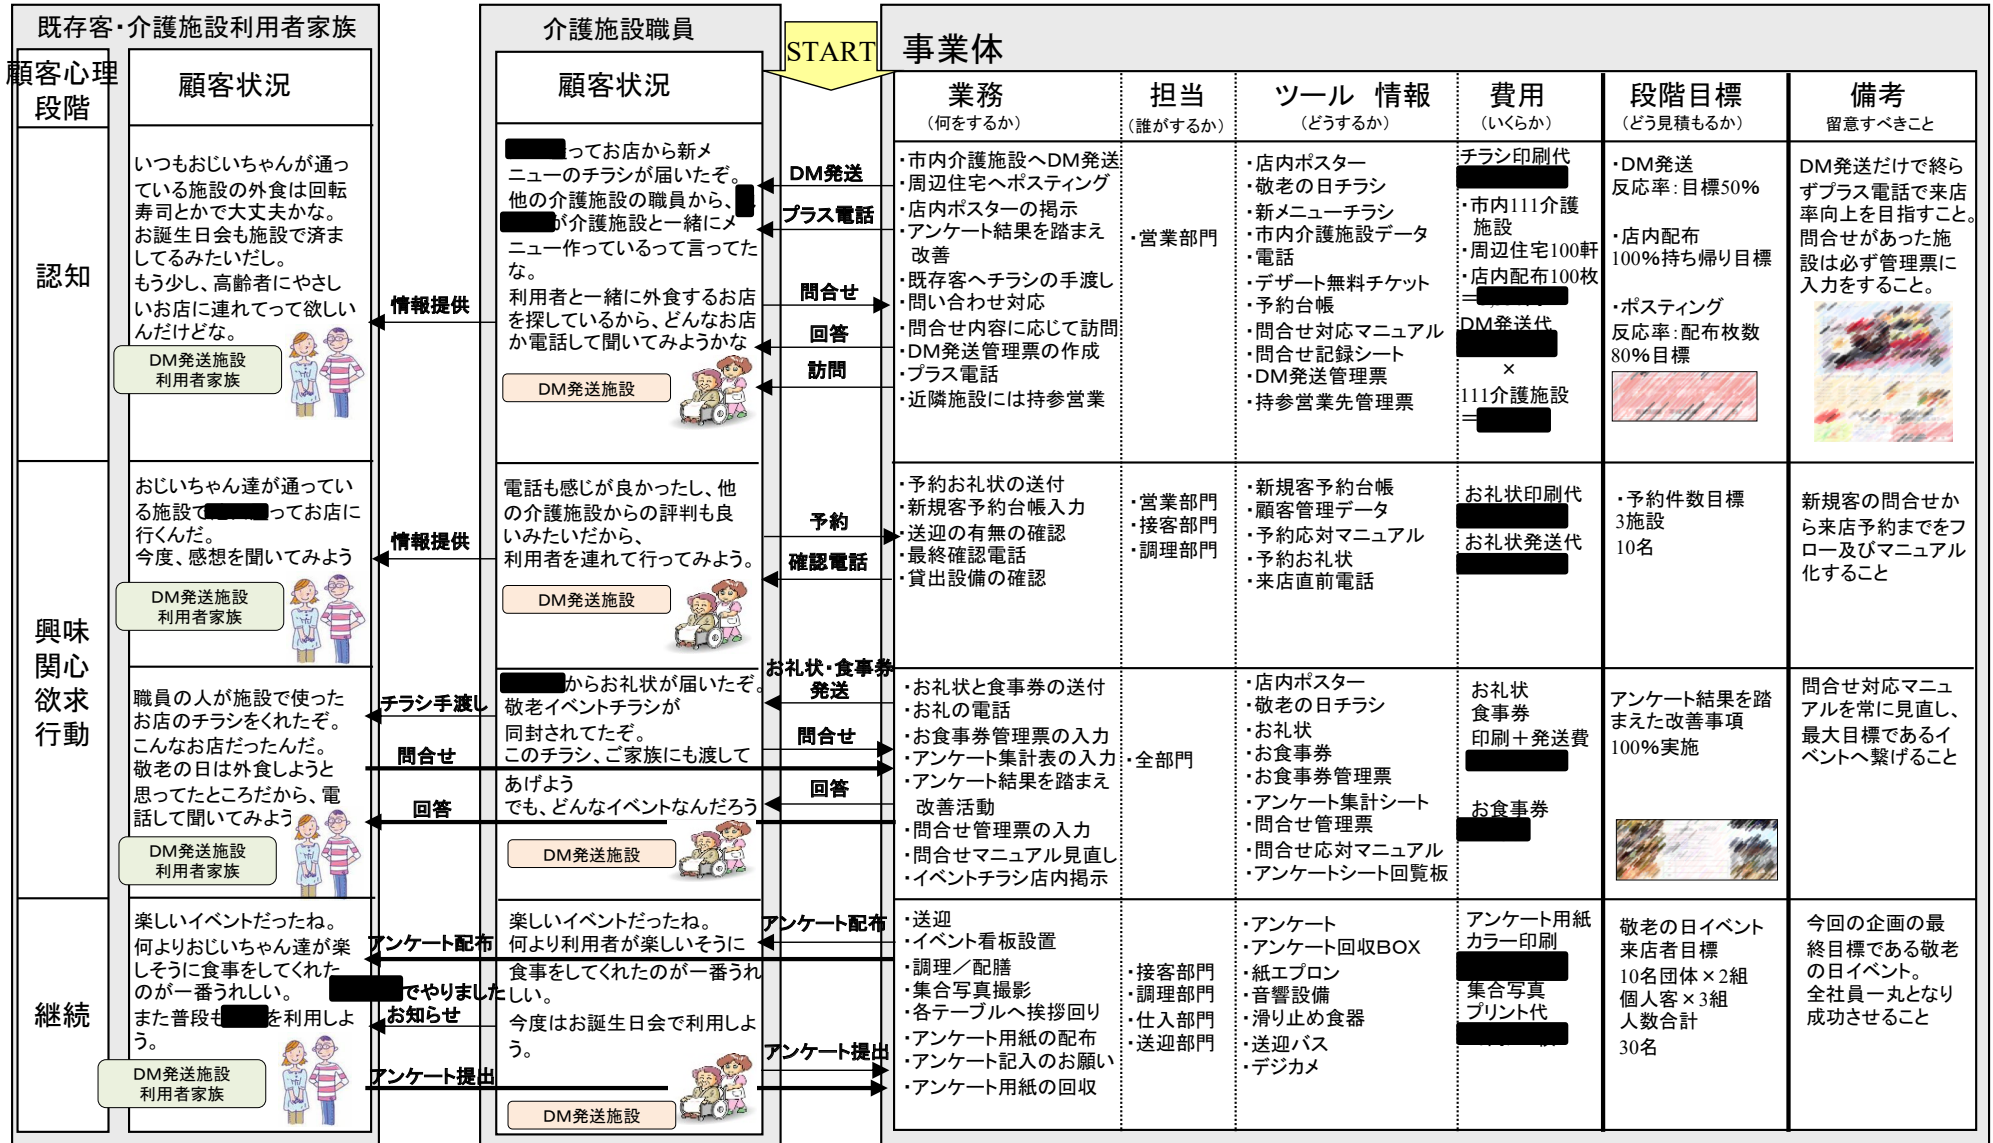 既存客・介護施設利用者家族
顧客心理
段階
顧客状況
介護施設職員
顧客状況
START
事業体
業務
(何をするか)
担当
(誰がするか)
ツール 情報
(どうするか)
費用
(いくらか)
段階目標
(どう見積もるか)
備考
留意すべきこと
認知
いつもおじいちゃんが通っ
ている施設の外食は回転
寿司とかで大丈夫かな。
お誕生日会も施設で済ま
してるみたいだし。
もう少し、高齢者にやさし
いお店に連れてって欲しい
んだけどな。
DM発送施設
利用者家族
情報提供
ってお店から新メ
ニューのチラシが届いたぞ。
他の介護施設の職員から、
が介護施設と一緒にメ
ニュー作っているって言ってた
な。
利用者と一緒に外食するお店
を探しているから、どんなお店
か電話して聞いてみようかな
DM発送施設
DM発送
プラス電話
問合せ
回答
訪問
・市内介護施設へDM発送
・周辺住宅へポスティング
・店内ポスターの掲示
・アンケート結果を踏まえ
改善
・既存客へチラシの手渡し
・問い合わせ対応
・問合せ内容に応じて訪問
・DM発送管理票の作成
・プラス電話
・近隣施設には持参営業
・営業部門
・店内ポスター
・敬老の日チラシ
・新メニューチラシ
・市内介護施設データ
・電話
・デザート無料チケット
・予約台帳
・問合せ対応マニュアル
・問合せ記録シート
・DM発送管理票
・持参営業先管理票
チラシ印刷代
・市内111介護
施設
・周辺住宅100軒
・店内配布100枚
=
DM発送代
×
111介護施設
=
・DM発送
反応率:目標50%
・店内配布
100%持ち帰り目標
・ポスティング
反応率:配布枚数
80%目標
DM発送だけで終ら
ずプラス電話で来店
率向上を目指すこと。
問合せがあった施
設は必ず管理票に
入力をすること。
興味
関心
欲求
行動
おじいちゃん達が通ってい
る施設で
ってお店に
行くんだ。
今度、感想を聞いてみよう
DM発送施設
利用者家族
情報提供
電話も感じが良かったし、他
の介護施設からの評判も良
いみたいだから、
利用者を連れて行ってみよう。
DM発送施設
予約
確認電話
・予約お礼状の送付
・新規客予約台帳入力
・送迎の有無の確認
・最終確認電話
・貸出設備の確認
・営業部門
・接客部門
・調理部門
・新規客予約台帳
・顧客管理データ
・予約応対マニュアル
・予約お礼状
・来店直前電話
お礼状印刷代
お礼状発送代
・予約件数目標
3施設
10名
新規客の問合せか
ら来店予約までをフ
ロー及びマニュアル
化すること
職員の人が施設で使った
お店のチラシをくれたぞ。
こんなお店だったんだ。
敬老の日は外食しようと
思ってたところだから、電
話して聞いてみよう
DM発送施設
利用者家族
チラシ手渡し
問合せ
回答
からお礼状が届いたぞ。
敬老イベントチラシが
同封されてたぞ。
このチラシ、ご家族にも渡して
あげよう
でも、どんなイベントなんだろう
DM発送施設
お礼状・食事券
発送
問合せ
回答
・お礼状と食事券の送付
・お礼の電話
・お食事券管理票の入力
・アンケート集計表の入力
・アンケート結果を踏まえ
改善活動
・問合せ管理票の入力
・問合せマニュアル見直し
・イベントチラシ店内掲示
・全部門
・店内ポスター
・敬老の日チラシ
・お礼状
・お食事券
・お食事券管理票
・アンケート集計シート
・問合せ管理票
・問合せ応対マニュアル
・アンケートシート回覧板
お礼状
食事券
印刷+発送費
お食事券
アンケート結果を踏
まえた改善事項
100%実施
問合せ対応マニュ
アルを常に見直し、
最大目標であるイ
ベントへ繋げること
継続
楽しいイベントだったね。
何よりおじいちゃん達が楽
しそうに食事をしてくれた
のが一番うれしい。
また普段も
を利用しよ
う。
DM発送施設
利用者家族
アンケート配布
でやりました
お知らせ
アンケート提出
楽しいイベントだったね。
何より利用者が楽しいそうに
食事をしてくれたのが一番うれ
しい。
今度はお誕生日会で利用しよ
う。
DM発送施設
アンケート配布
アンケート提出
・送迎
・イベント看板設置
・調理/配膳
・集合写真撮影
・各テーブルへ挨拶回り
・アンケート用紙の配布
・アンケート記入のお願い
・アンケート用紙の回収
・接客部門
・調理部門
・仕入部門
・送迎部門
・アンケート
・アンケート回収BOX
・紙エプロン
・音響設備
・滑り止め食器
・送迎バス
・デジカメ
アンケート用紙
カラー印刷
集合写真
プリント代
敬老の日イベント
来店者目標
10名団体×2組
個人客×3組
人数合計
30名
今回の企画の最
終目標である敬老
の日イベント。
全社員一丸となり
成功させること